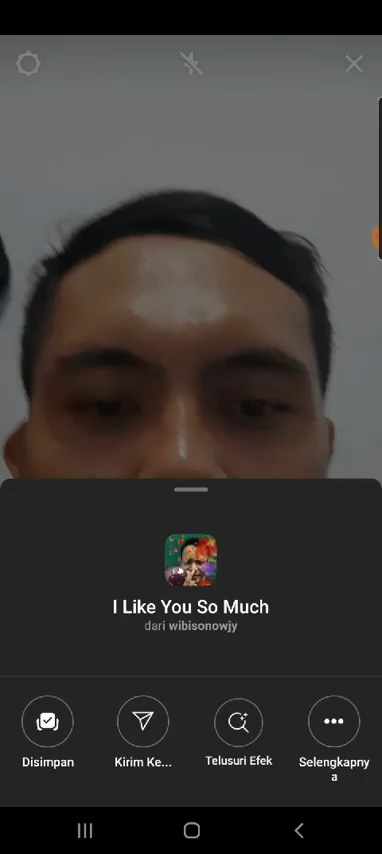 I Like You So Much
dari wibisonowjy
Disimpan
Kirim Ke...
Telusuri Efek
Selengkapny
a